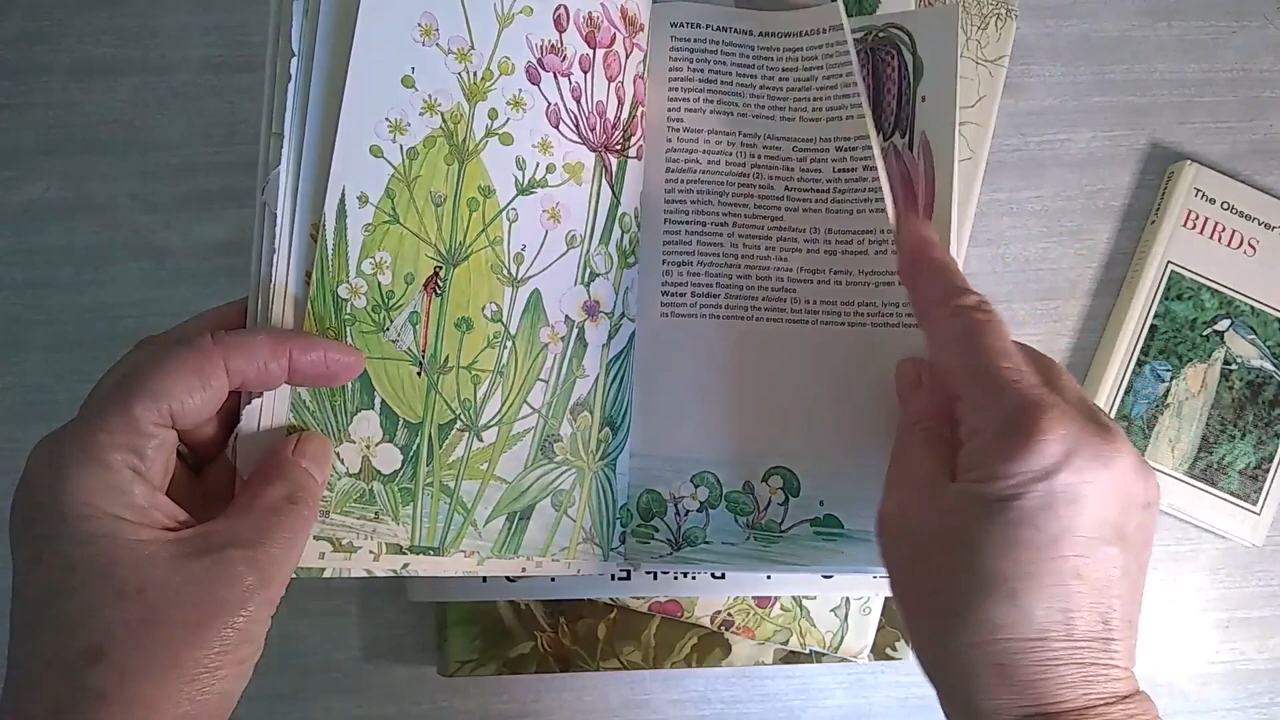 1
2
98
5
WATER-PLANTAINS, ARROWHEADS &
These and the following twelve pages cover the
distinguished from the others in this book (the
having only one, instead of two seed-leaves
also have mature leaves that are usually narrow
parallel-sided and nearly always parallel-veined
are typical monocots); their flower-parts are in
leaves of the dicots, on the other hand, are usually
and nearly always net-veined; their flower-parts are
fives.
The Water-plantain Family (Alismataceae) has
is found in or by fresh water. Common
plantago-aquatica (1) is a medium-tall plant with
lilac-pink, and broad plantain-like leaves. Lesser
Baldellia ranunculoides (2), is much shorter, with smaller,
and a preference for peaty soils. Arrowhead Sagittaria
tall with strikingly purple-spotted flowers and distinctively
leaves which, however, become oval when floating on
trailing ribbons when submerged.
Flowering-rush Butomus umbellatus (3) (Butomaceae) is
most handsome of waterside plants, with its head of bright
petalled flowers. Its fruits are purple and egg-shaped, and
cornered leaves long and rush-like.
Frogbit Hydrocharis morsus-ranae (Frogbit Family,
(6) is free-floating with both its flowers and its bronzy-green
shaped leaves floating on the surface.
Water Soldier Stratiotes aloides (5) is a most odd plant, lying
bottom of ponds during the winter, but later rising to the surface to
its flowers in the centre of an erect rosette of narrow spine-toothed
6
8
The Observer's
BIRDS
British